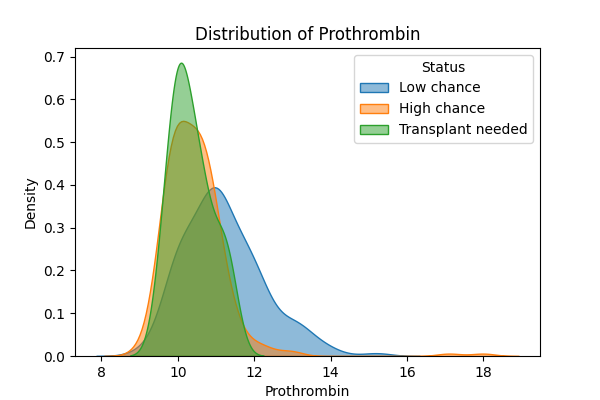 Distribution of Prothrombin
Status
Low chance
High chance
Transplant needed
Density
0.7
0.6
0.5
0.4
0.3
0.2
0.1
0.0
8
10
12
14
16
18
Prothrombin